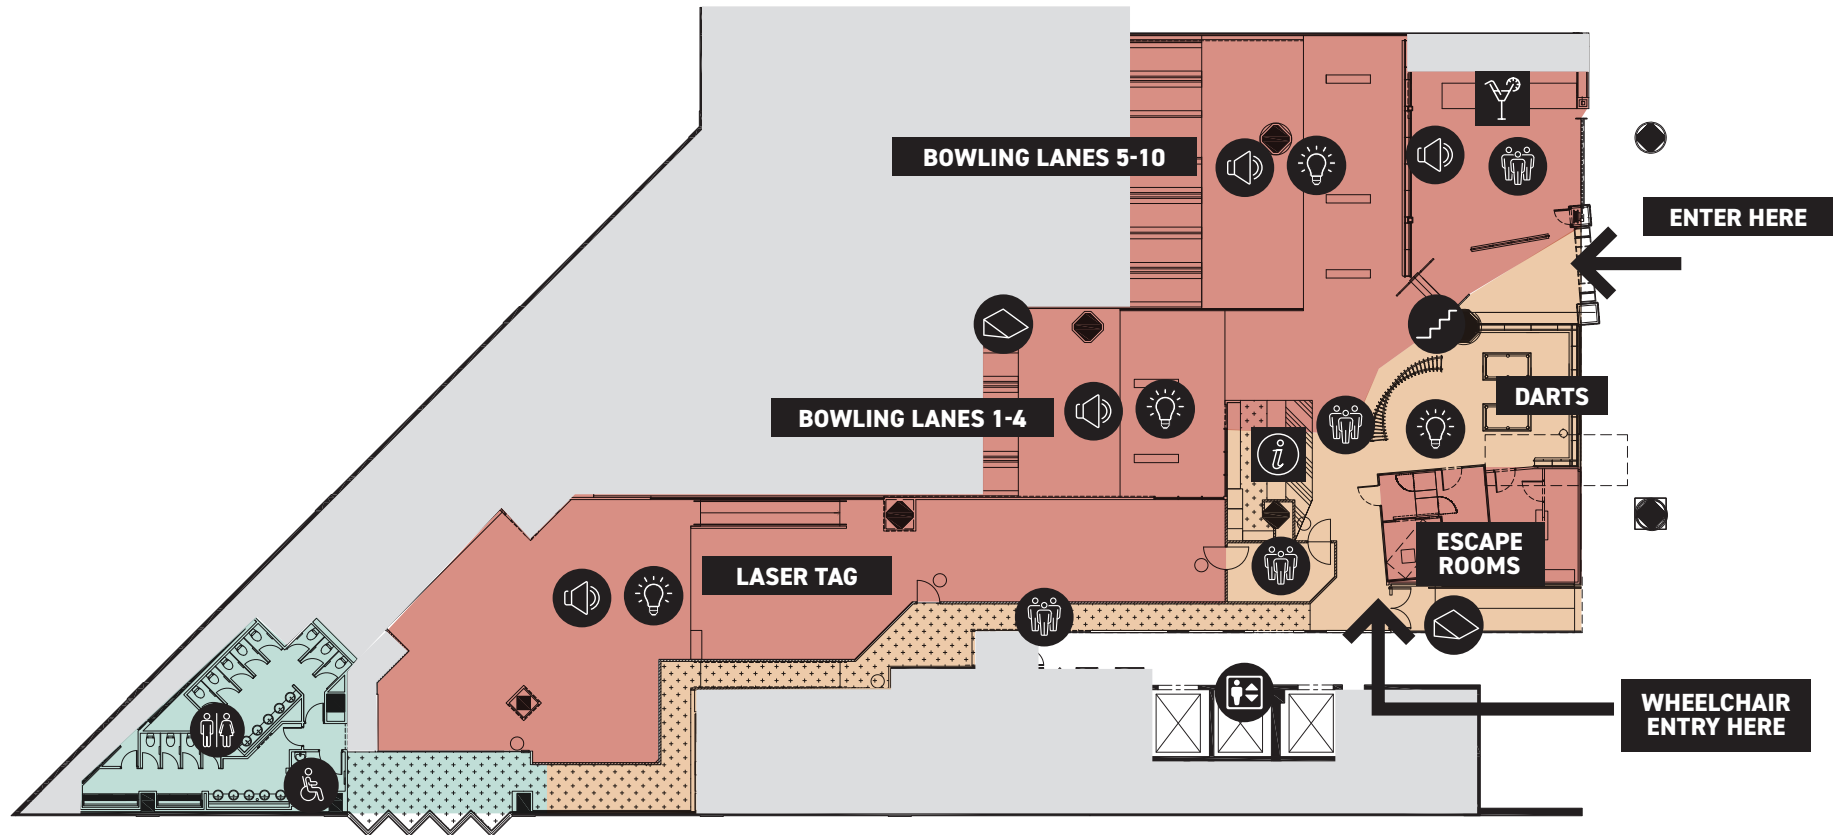 BOWLING LANES 5-10
ENTER HERE
DARTS
BOWLING LANES 1-4
i
ESCAPE
ROOMS
LASER TAG
WHEELCHAIR
ENTRY HERE